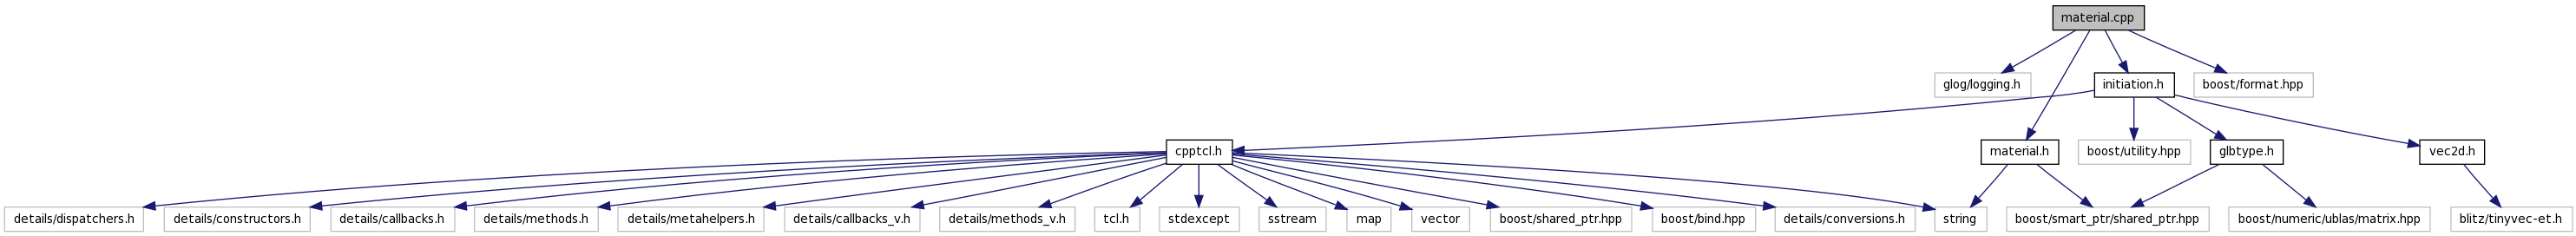 material.cpp
glog/logging.h
initiation.h
boost/format.hpp
cpptcl.h
material.h
boost/utility.hpp
glbtype.h
vec2d.h
details/dispatchers.h
details/constructors.h
details/callbacks.h
details/methods.h
details/metahelpers.h
details/callbacks_v.h
details/methods_v.h
tcl.h
stdexcept
sstream
map
vector
boost/shared_ptr.hpp
boost/bind.hpp
details/conversions.h
string
boost/smart_ptr/shared_ptr.hpp
boost/numeric/ublas/matrix.hpp
blitz/tinyvec-et.h